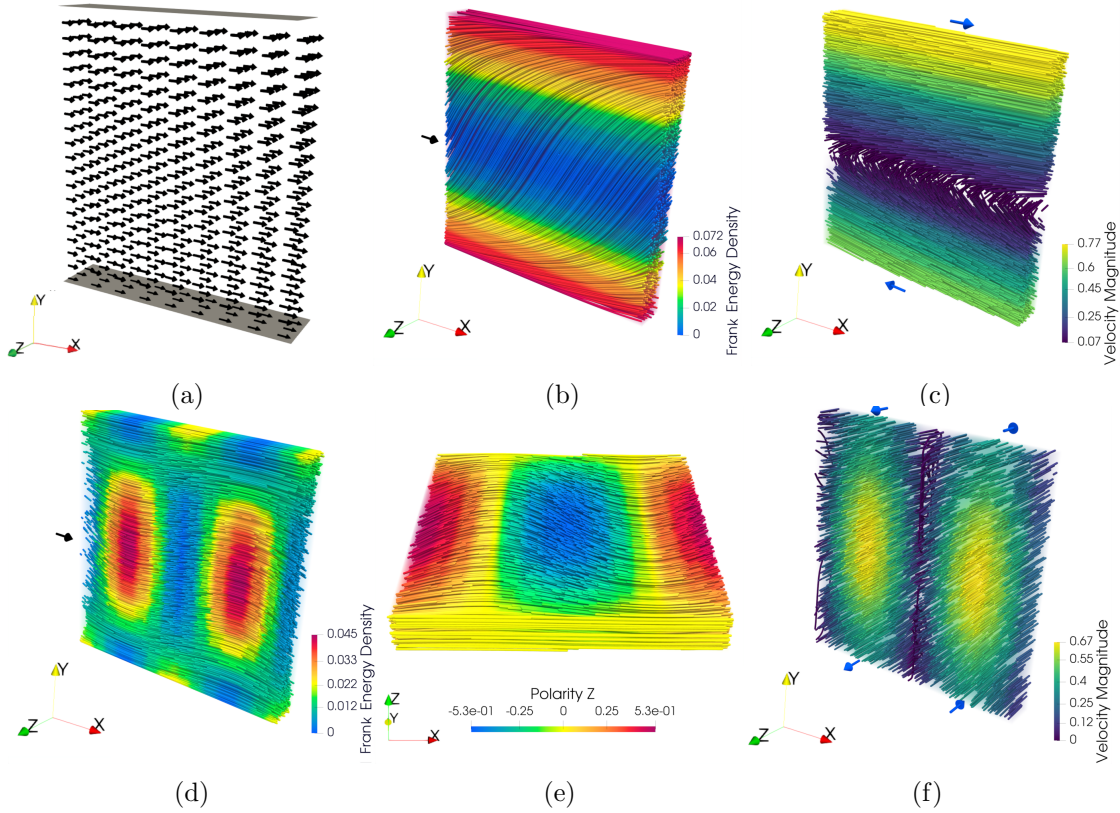 Y
Z
X
(a)
0.072
0.06
0.04
0.02
0
Frank Energy Density
Y
Z
X
(b)
0.77
0.6
0.45
0.25
0.07
Velocity Magnitude
Y
Z
X
(c)
0.045
0.033
0.022
0.012
0
Frank Energy Density
Y
Z
X
(d)
Polarity Z
-5.3e-01 -0.25 0 0.25 5.3e-01
Z
Y
X
(e)
0.67
0.55
0.42
0.25
0.12
0
Velocity Magnitude
Y
Z
X
(f)